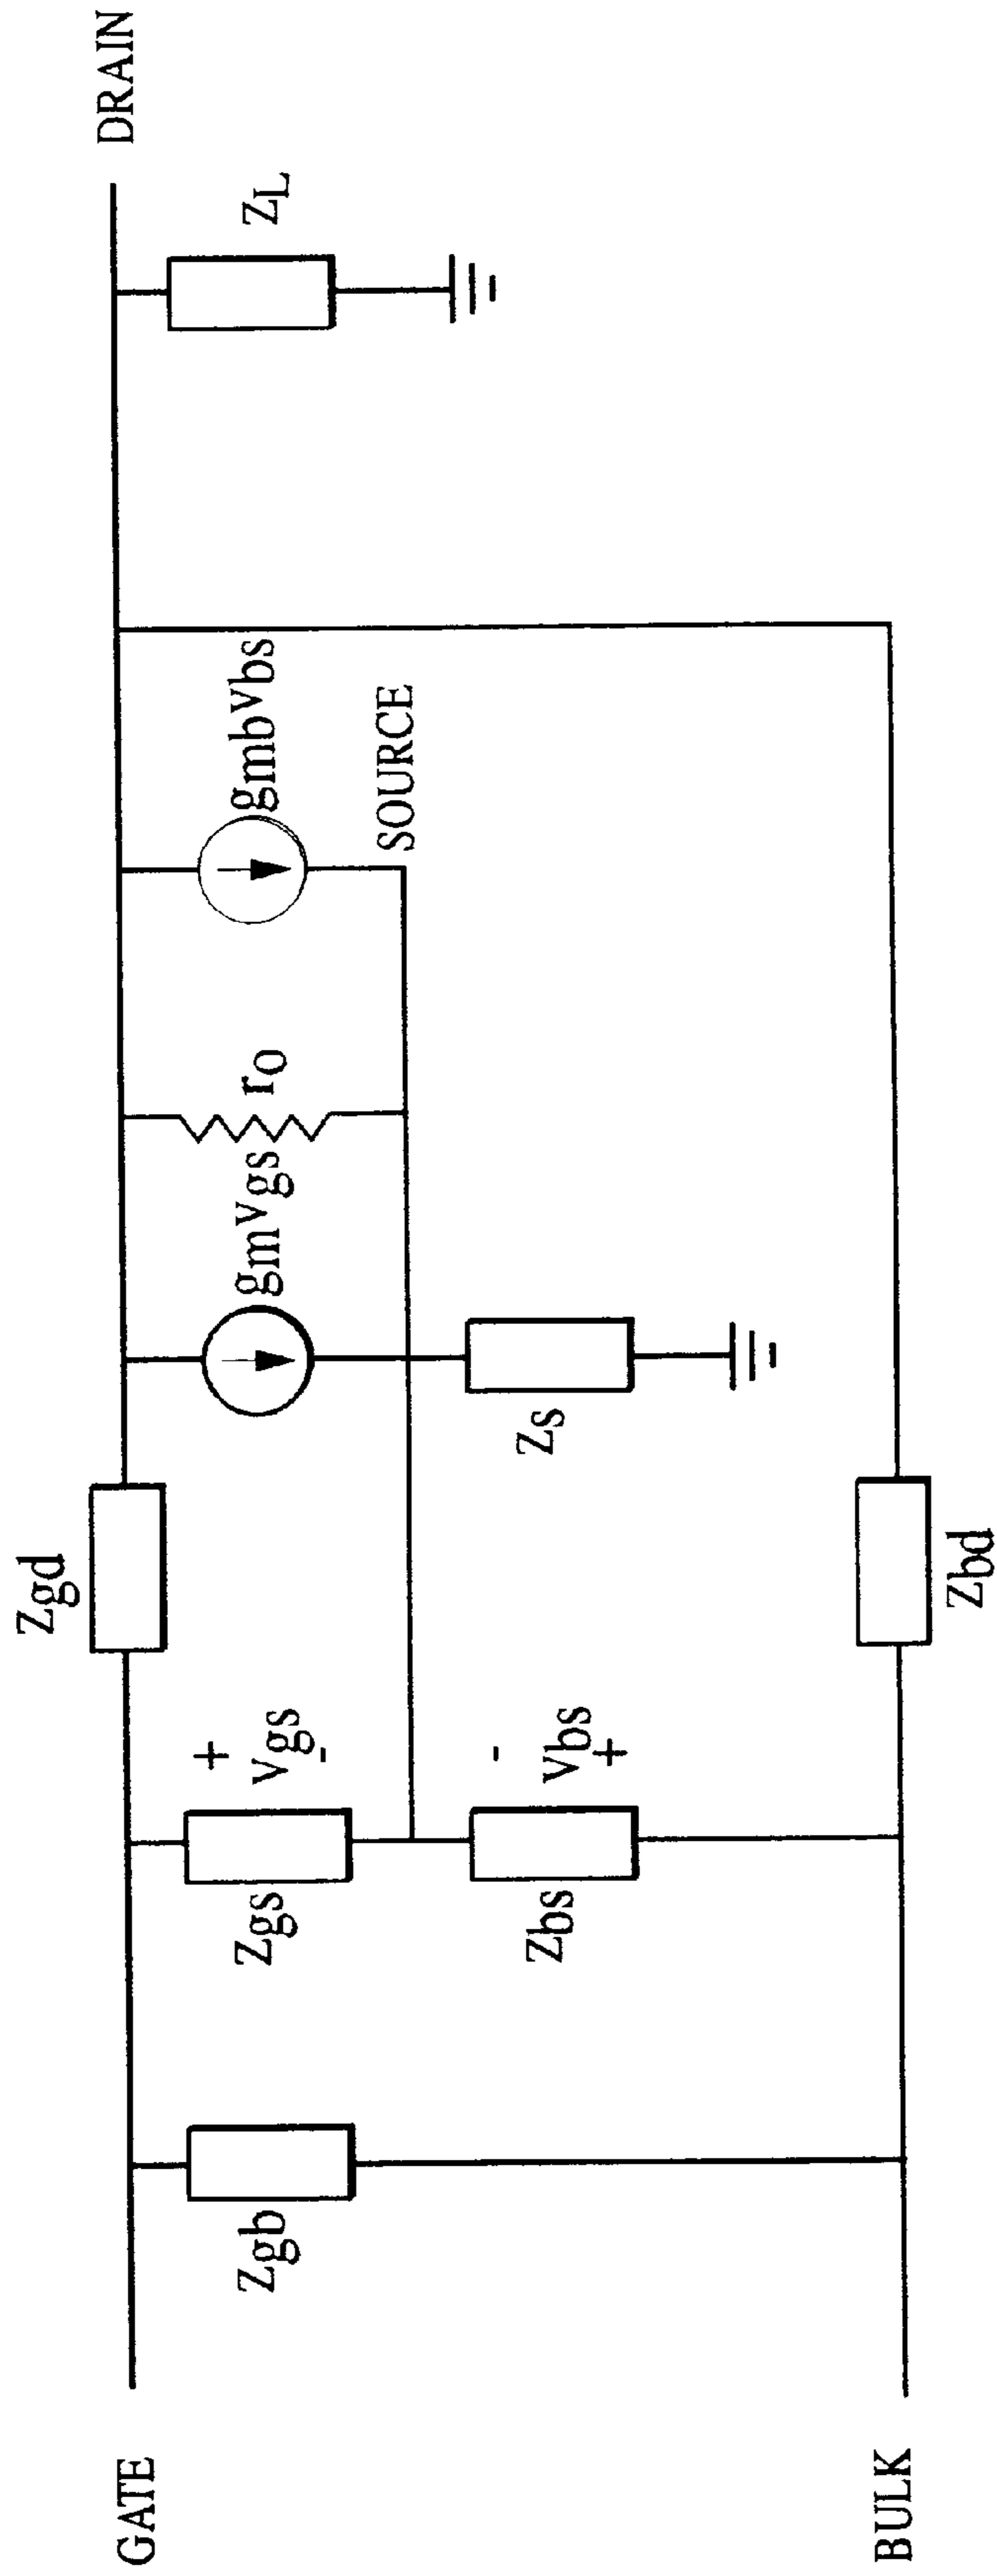 GATE
DRAIN
Zgd
Zgb
Zgs
+
vgs
-
gmvgs
ro
gmbvbs
ZL
SOURCE
Zbs
-
vbs
+
Zs
Zbd
BULK